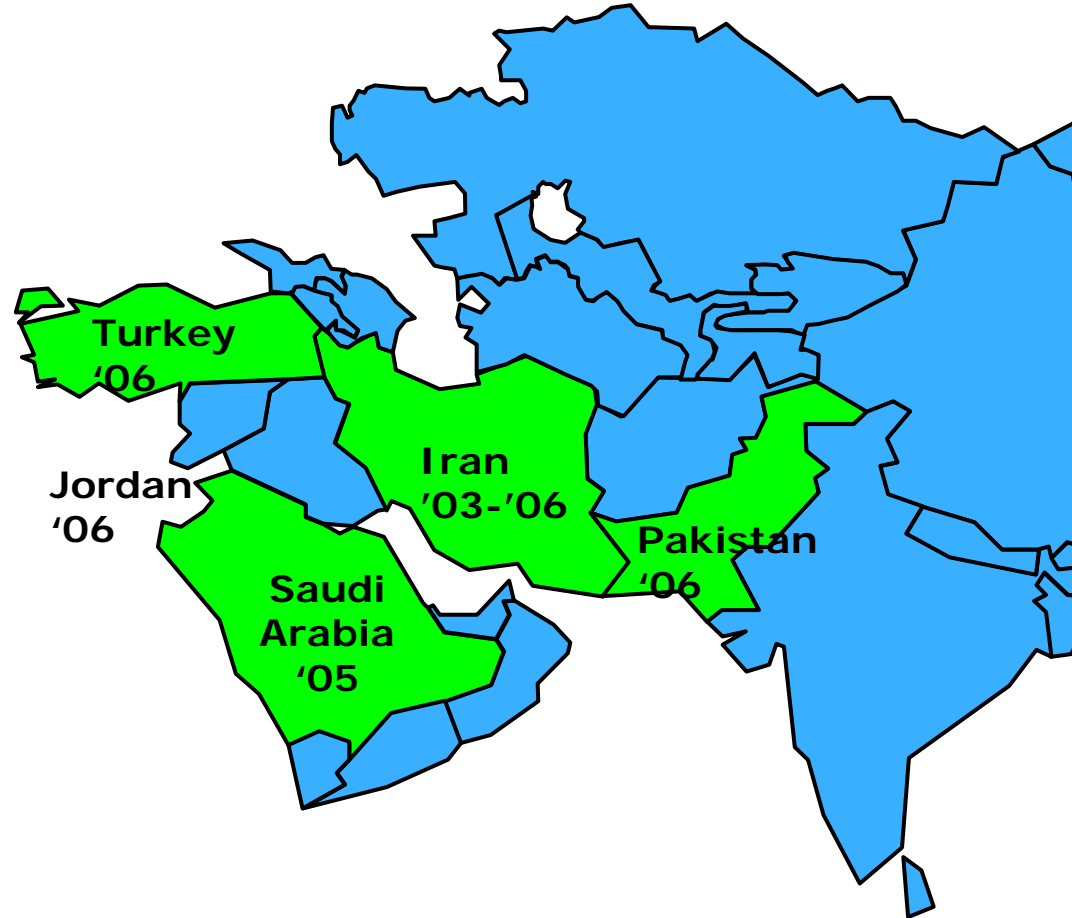 Turkey
‘06
Jordan
‘06
Iran
’03-’06
Pakistan
‘06
Saudi
Arabia
‘05